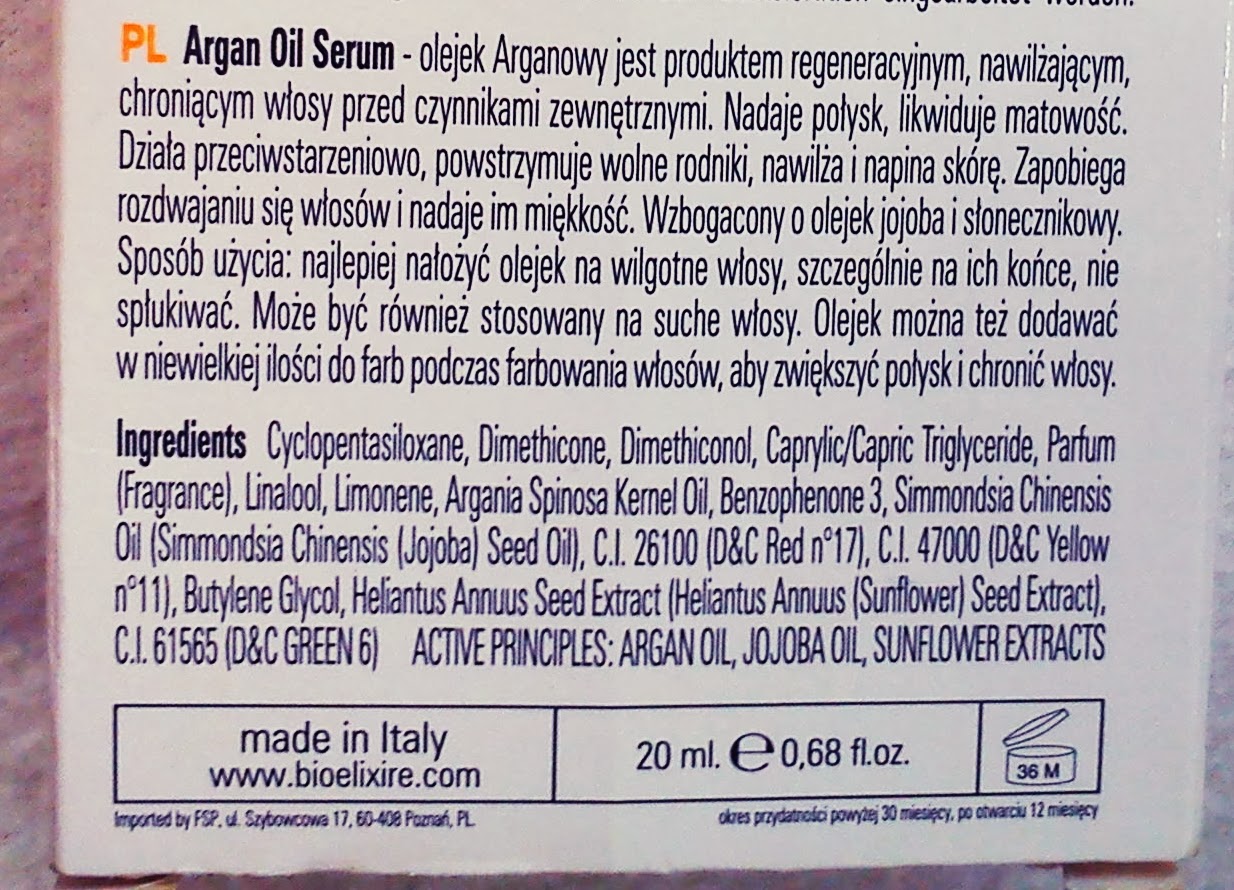 eingearbeitet werden.
PL Argan Oil Serum - olejek Arganowy jest produktem regeneracyjnym, nawilżającym,
chroniącym włosy przed czynnikami zewnętrznymi. Nadaje połysk, likwiduje matowość.
Działa przeciwstarzeniowo, powstrzymuje wolne rodniki, nawilża i napina skórę. Zapobiega
rozdwajaniu się włosów i nadaje im miękkość. Wzbogacony o olejek jojoba i słonecznikowy.
Sposób użycia: najlepiej nałożyć olejek na wilgotne włosy, szczególnie na ich końce, nie
spłukiwać. Może być również stosowany na suche włosy. Olejek można też dodawać
w niewielkiej ilości do farb podczas farbowania włosów, aby zwiększyć połysk i chronić włosy.
Ingredients Cyclopentasiloxane, Dimethicone, Dimethiconol, Caprylic/Capric Triglyceride, Parfum
(Fragrance), Linalool, Limonene, Argania Spinosa Kernel Oil, Benzophenone 3, Simmondsia Chinensis
Oil (Simmondsia Chinensis (Jojoba) Seed Oil), C.I. 26100 (D&C Red n°17), C.I. 47000 (D&C Yellow
n°11), Butylene Glycol, Heliantus Annuus Seed Extract (Heliantus Annuus (Sunflower) Seed Extract),
C.I. 61565 (D&C GREEN 6) ACTIVE PRINCIPLES: ARGAN OIL, JOJOBA OIL, SUNFLOWER EXTRACTS
made in Italy
www.bioelixire.com
20 ml. ℮ 0,68 fl.oz.
36 M
Imported by FSP, ul. Szybowcowa 17, 60-408 Poznań, PL
okres przydatności powyżej 30 miesięcy, po otwarciu 12 miesięcy